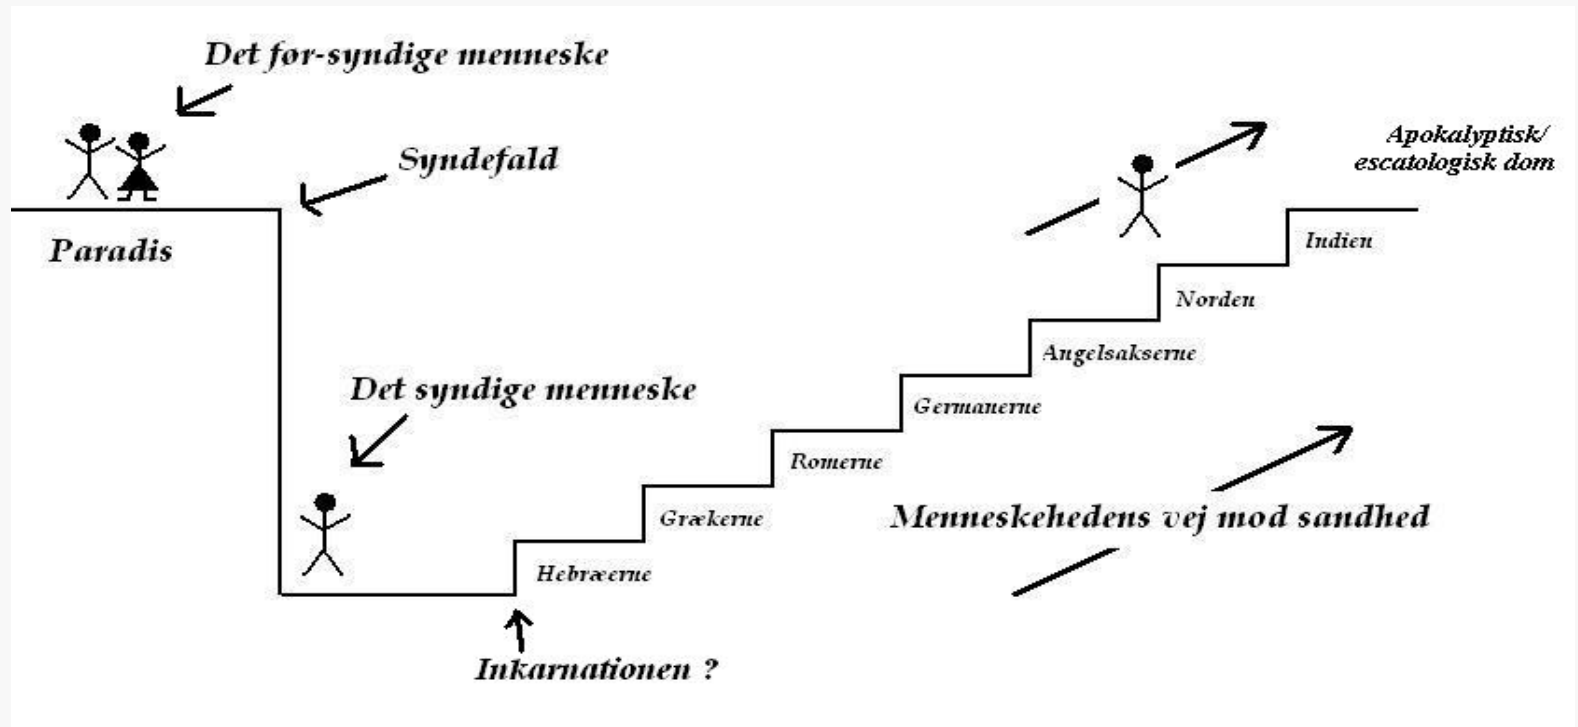 Det før-syndige menneske
Syndefald
Paradis
Det syndige menneske
Inkarnationen ?
Hebræerne
Grækerne
Romerne
Germanerne
Angelsakserne
Norden
Indien
Apokalyptisk/
escatologisk dom
Menneskehedens vej mod sandhed